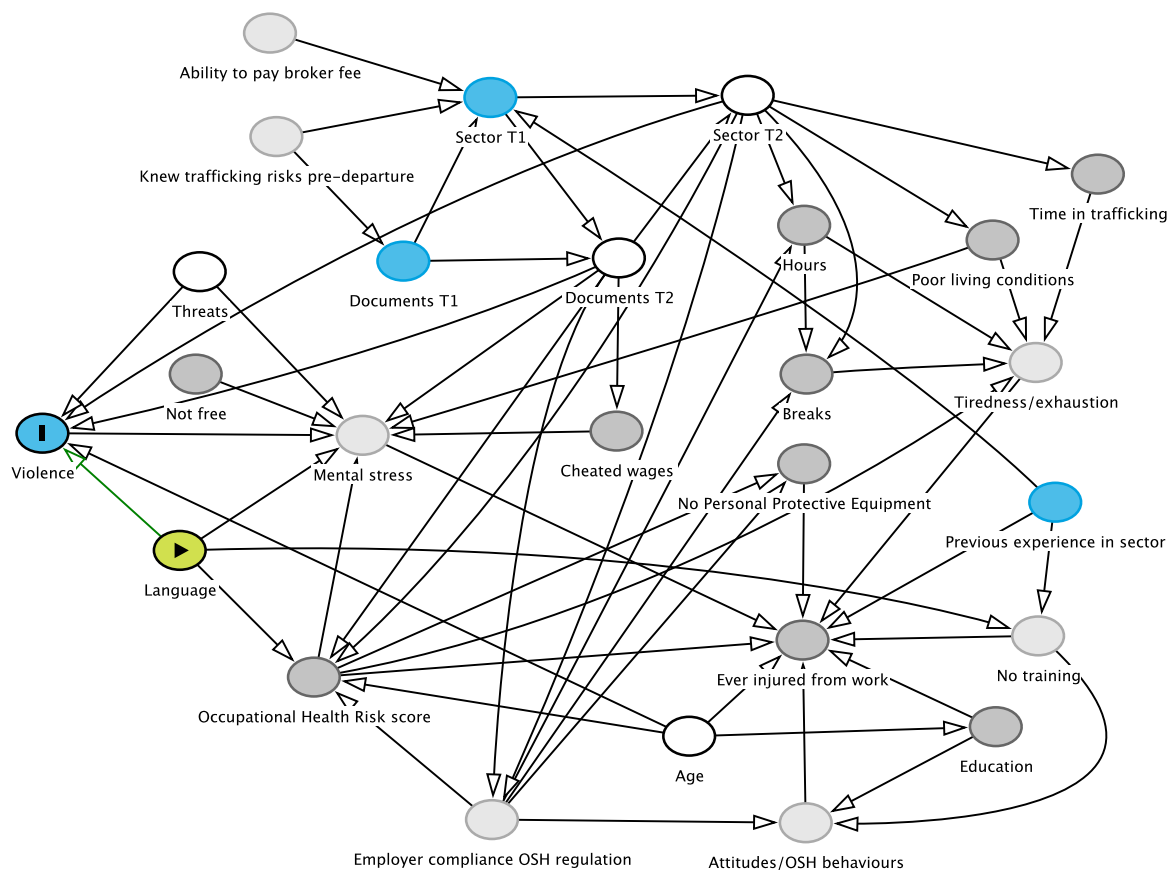 Ability to pay broker fee
Sector T1
Sector T2
Knew trafficking risks pre-departure
Time in trafficking
Hours
Poor living conditions
Documents T1
Documents T2
Threats
Not free
Breaks
Tiredness/exhaustion
Violence
Mental stress
Cheated wages
No Personal Protective Equipment
Previous experience in sector
Language
Ever injured from work
No training
Occupational Health Risk score
Age
Education
Employer compliance OSH regulation
Attitudes/OSH behaviours